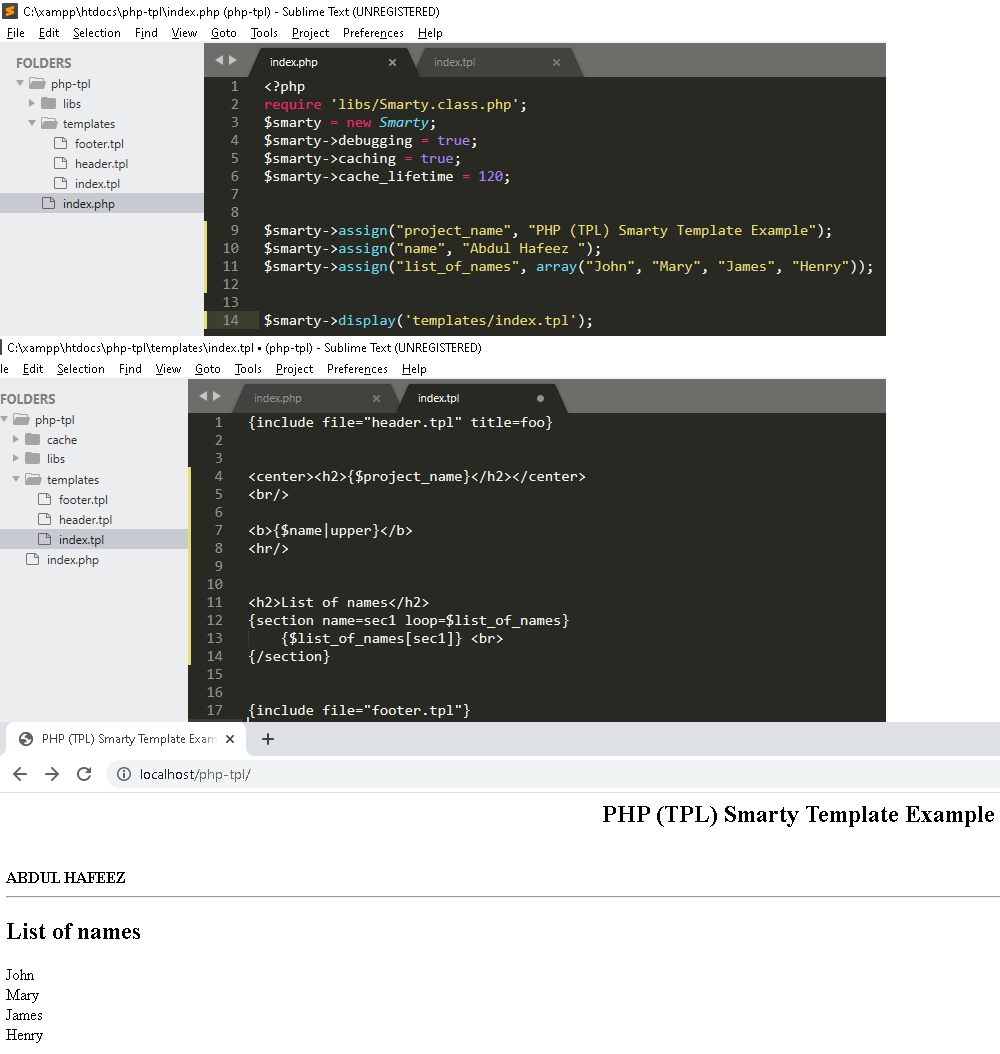 C:\xampp\htdocs\php-tpl\index.php (php-tpl) - Sublime Text (UNREGISTERED)
File Edit Selection Find View Goto Tools Project Preferences Help
FOLDERS
php-tpl
libs
templates
footer.tpl
header.tpl
index.tpl
index.php
index.php × index.tpl ×
1 <?php
2 require 'libs/Smarty.class.php';
3 $smarty = new Smarty;
4 $smarty->debugging = true;
5 $smarty->caching = true;
6 $smarty->cache_lifetime = 120;
7
8
9 $smarty->assign("project_name", "PHP (TPL) Smarty Template Example");
10 $smarty->assign("name", "Abdul Hafeez ");
11 $smarty->assign("list_of_names", array("John", "Mary", "James", "Henry"));
12
13
14 $smarty->display('templates/index.tpl');
C:\xampp\htdocs\php-tpl\templates\index.tpl • (php-tpl) - Sublime Text (UNREGISTERED)
le Edit Selection Find View Goto Tools Project Preferences Help
FOLDERS
php-tpl
cache
libs
templates
footer.tpl
header.tpl
index.tpl
index.php
index.php × index.tpl
1 {include file="header.tpl" title=foo}
2
3
4 <center><h2>{$project_name}</h2></center>
5 <br/>
6
7 <b>{$name|upper}</b>
8 <hr/>
9
10
11 <h2>List of names</h2>
12 {section name=sec1 loop=$list_of_names}
13 {$list_of_names[sec1]} <br>
14 {/section}
15
16
17 {include file="footer.tpl"}
PHP (TPL) Smarty Template Exam × +
localhost/php-tpl/
PHP (TPL) Smarty Template Example
ABDUL HAFEEZ
List of names
John
Mary
James
Henry